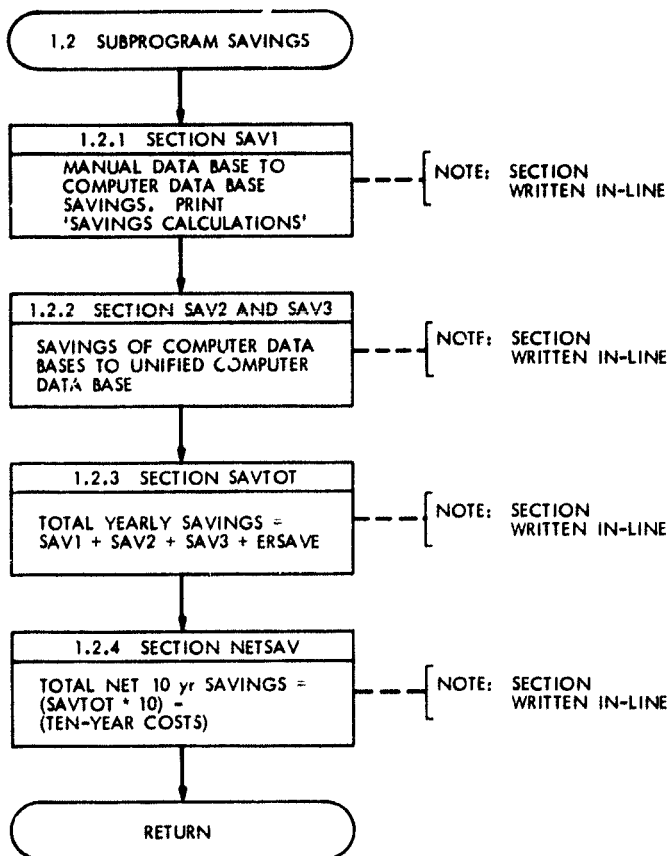 1.2 SUBPROGRAM SAVINGS
1.2.1 SECTION SAV1
MANUAL DATA BASE TO
COMPUTER DATA BASE
SAVINGS. PRINT
'SAVINGS CALCULATIONS'
NOTE: SECTION
WRITTEN IN-LINE
1.2.2 SECTION SAV2 AND SAV3
SAVINGS OF COMPUTER DATA
BASES TO UNIFIED COMPUTER
DATA BASE
NOTE: SECTION
WRITTEN IN-LINE
1.2.3 SECTION SAVTOT
TOTAL YEARLY SAVINGS =
SAV1 + SAV2 + SAV3 + ERSAVE
NOTE: SECTION
WRITTEN IN-LINE
1.2.4 SECTION NETSAV
TOTAL NET 10 yr SAVINGS =
(SAVTOT * 10) -
(TEN-YEAR COSTS)
NOTE: SECTION
WRITTEN IN-LINE
RETURN